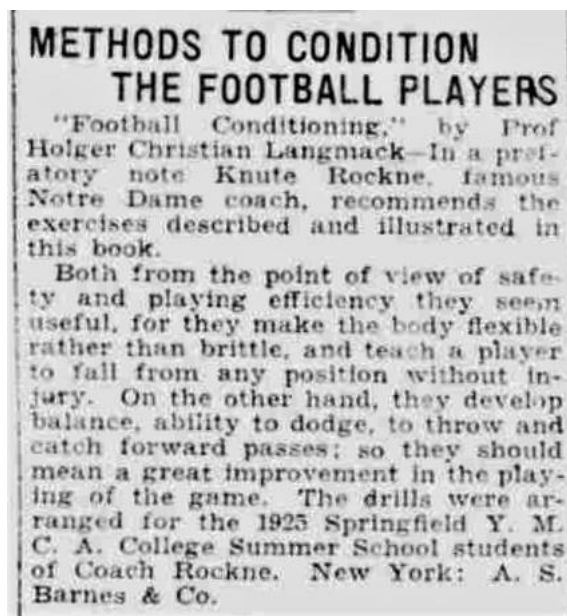 METHODS TO CONDITION
THE FOOTBALL PLAYERS
"Football Conditioning," by Prof
Holger Christian Langmack—In a pref-
atory note Knute Rockne, famous
Notre Dame coach, recommends the
exercises described and illustrated in
this book.
Both from the point of view of safe-
ty and playing efficiency they seem
useful, for they make the body flexible
rather than brittle, and teach a player
to fall from any position without in-
jury. On the other hand, they develop
balance, ability to dodge, to throw and
catch forward passes; so they should
mean a great improvement in the play-
ing of the game. The drills were ar-
ranged for the 1925 Springfield Y. M.
C. A. College Summer School students
of Coach Rockne. New York: A. S.
Barnes & Co.